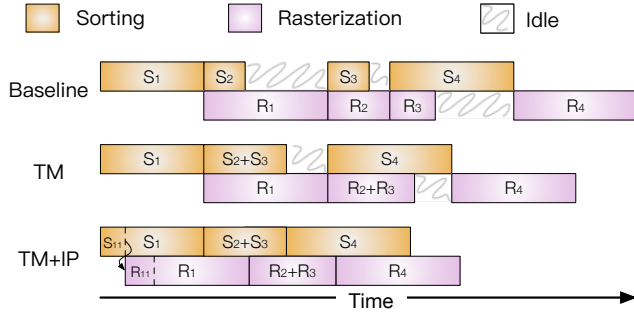 Sorting Rasterization Idle
Baseline S1 S2 S3 S4
R1 R2 R3 R4
TM S1 S2+S3 S4
R1 R2+R3 R4
TM+IP S11 S1 S2+S3 S4
R11 R1 R2+R3 R4
Time